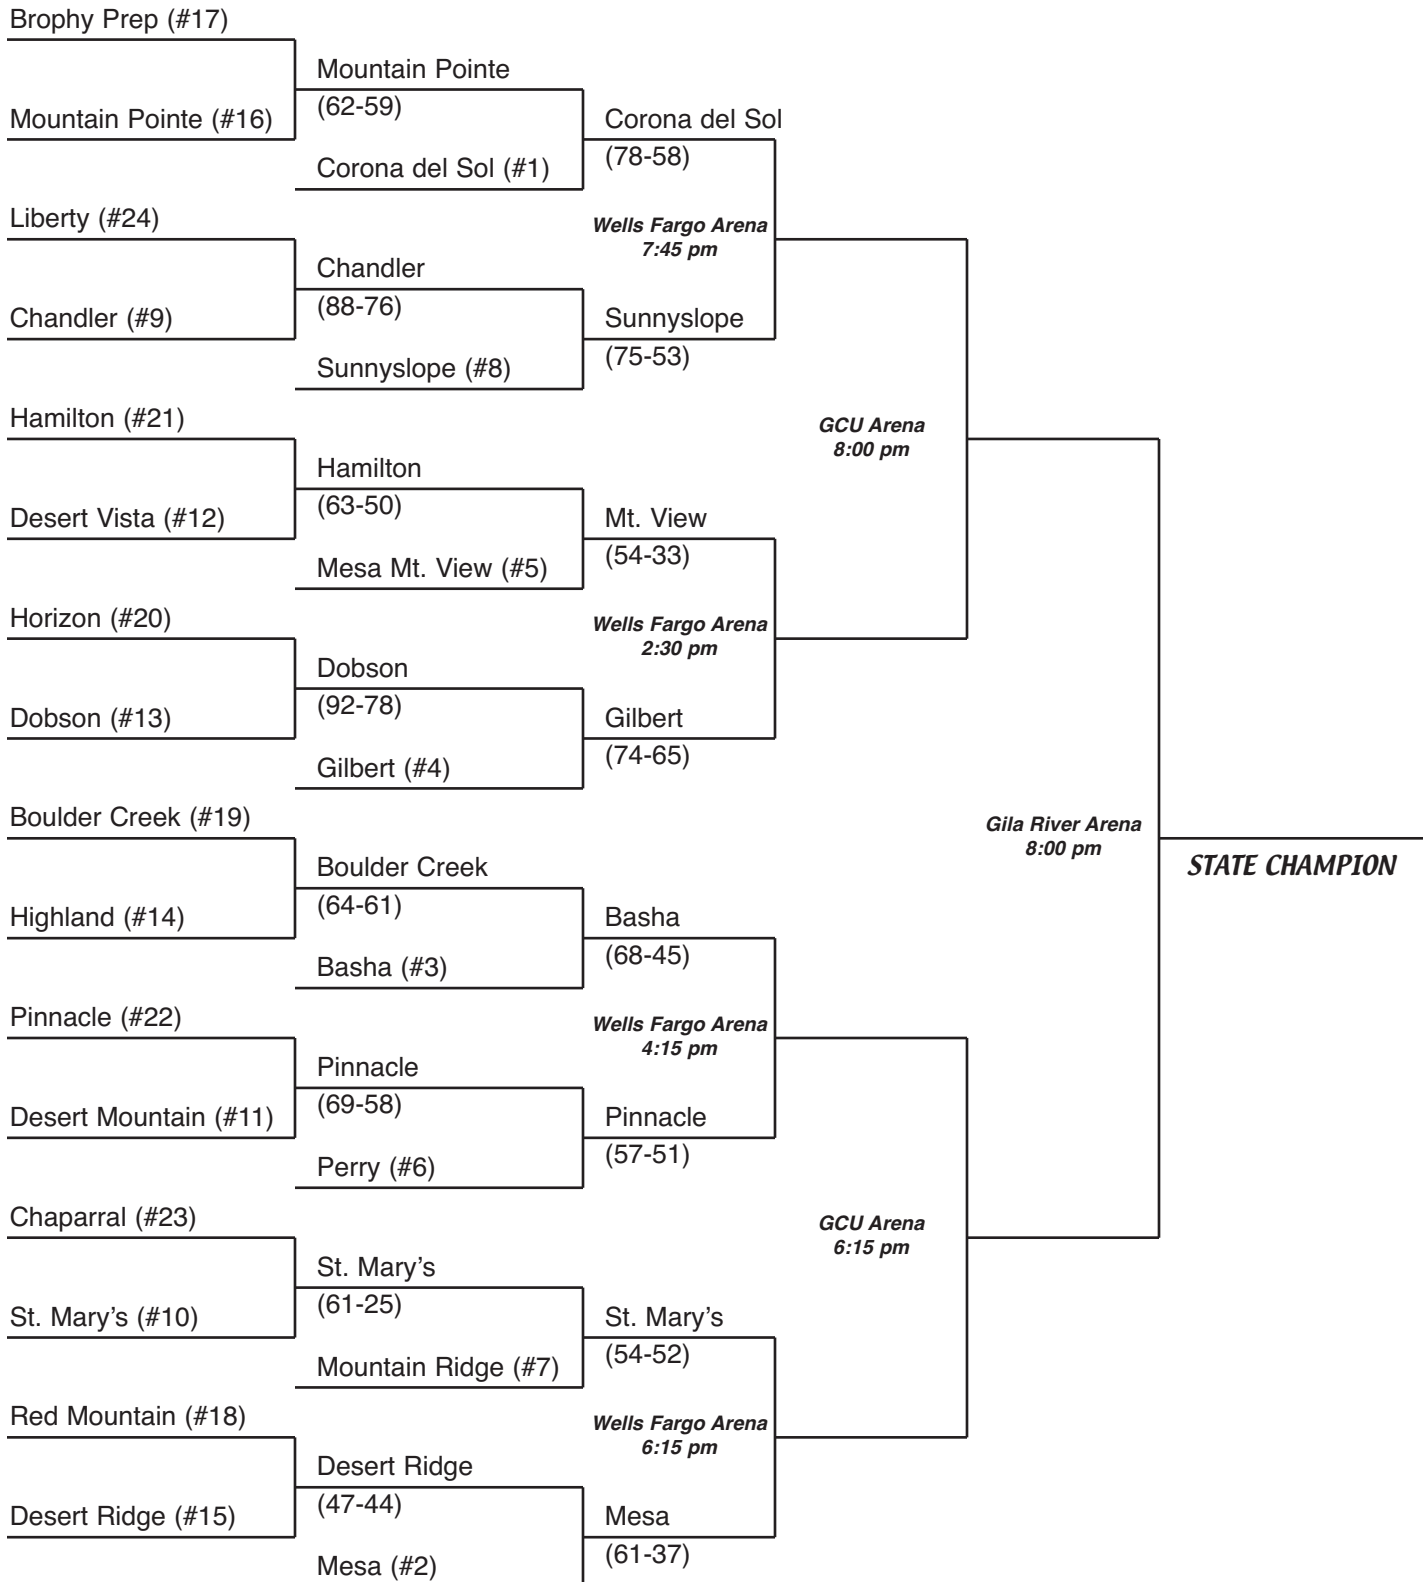 Brophy Prep (#17)
Mountain Pointe
(62-59)
Mountain Pointe (#16)
Corona del Sol
(78-58)
Corona del Sol (#1)
Liberty (#24)
Wells Fargo Arena
7:45 pm
Chandler
(88-76)
Chandler (#9)
Sunnyslope
(75-53)
Sunnyslope (#8)
Hamilton (#21)
GCU Arena
8:00 pm
Hamilton
(63-50)
Desert Vista (#12)
Mt. View
(54-33)
Mesa Mt. View (#5)
Horizon (#20)
Wells Fargo Arena
2:30 pm
Dobson
(92-78)
Dobson (#13)
Gilbert
(74-65)
Gilbert (#4)
Boulder Creek (#19)
Gila River Arena
8:00 pm
STATE CHAMPION
Boulder Creek
(64-61)
Highland (#14)
Basha
(68-45)
Basha (#3)
Pinnacle (#22)
Wells Fargo Arena
4:15 pm
Pinnacle
(69-58)
Desert Mountain (#11)
Pinnacle
(57-51)
Perry (#6)
Chaparral (#23)
GCU Arena
6:15 pm
St. Mary’s
(61-25)
St. Mary’s (#10)
St. Mary’s
(54-52)
Mountain Ridge (#7)
Red Mountain (#18)
Wells Fargo Arena
6:15 pm
Desert Ridge
(47-44)
Desert Ridge (#15)
Mesa
(61-37)
Mesa (#2)